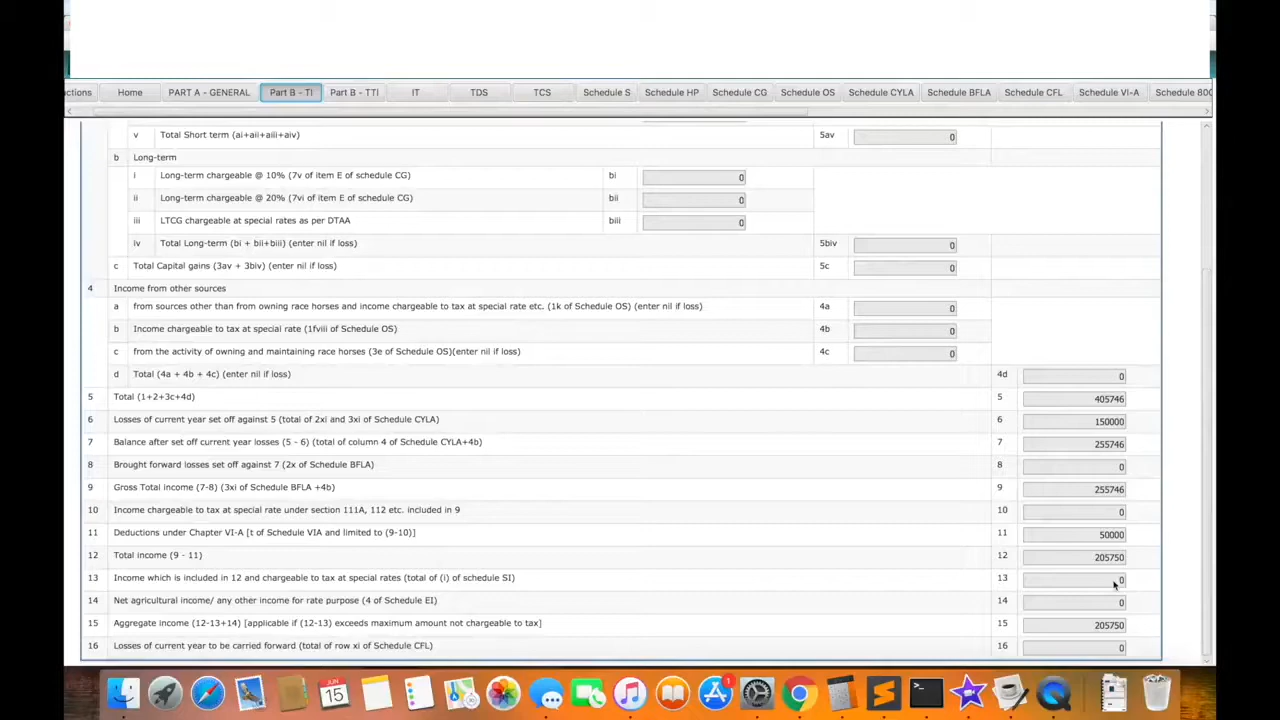 ctions Home PART A - GENERAL Part B - TI Part B - TTI IT TDS TCS Schedule S Schedule HP Schedule CG Schedule OS Schedule CYLA Schedule BFLA Schedule CFL Schedule VI-A Schedule 80G
v Total Short term (ai+aii+aiii+aiv) 5av 0
b Long-term
i Long-term chargeable @ 10% (7v of item E of schedule CG) bi 0
ii Long-term chargeable @ 20% (7vi of item E of schedule CG) bii 0
iii LTCG chargeable at special rates as per DTAA biii 0
iv Total Long-term (bi + bii+biii) (enter nil if loss) 5biv 0
c Total Capital gains (3av + 3biv) (enter nil if loss) 5c 0
4 Income from other sources
a from sources other than from owning race horses and income chargeable to tax at special rate etc. (1k of Schedule OS) (enter nil if loss) 4a 0
b Income chargeable to tax at special rate (1fviii of Schedule OS) 4b 0
c from the activity of owning and maintaining race horses (3e of Schedule OS)(enter nil if loss) 4c 0
d Total (4a + 4b + 4c) (enter nil if loss) 4d 0
5 Total (1+2+3c+4d) 5 405746
6 Losses of current year set off against 5 (total of 2xi and 3xi of Schedule CYLA) 6 150000
7 Balance after set off current year losses (5 - 6) (total of column 4 of Schedule CYLA+4b) 7 255746
8 Brought forward losses set off against 7 (2x of Schedule BFLA) 8 0
9 Gross Total income (7-8) (3xi of Schedule BFLA +4b) 9 255746
10 Income chargeable to tax at special rate under section 111A, 112 etc. included in 9 10 0
11 Deductions under Chapter VI-A [t of Schedule VIA and limited to (9-10)] 11 50000
12 Total income (9 - 11) 12 205750
13 Income which is included in 12 and chargeable to tax at special rates (total of (i) of schedule SI) 13 0
14 Net agricultural income/ any other income for rate purpose (4 of Schedule EI) 14 0
15 Aggregate income (12-13+14) [applicable if (12-13) exceeds maximum amount not chargeable to tax] 15 205750
16 Losses of current year to be carried forward (total of row xi of Schedule CFL) 16 0
JUN
15
1